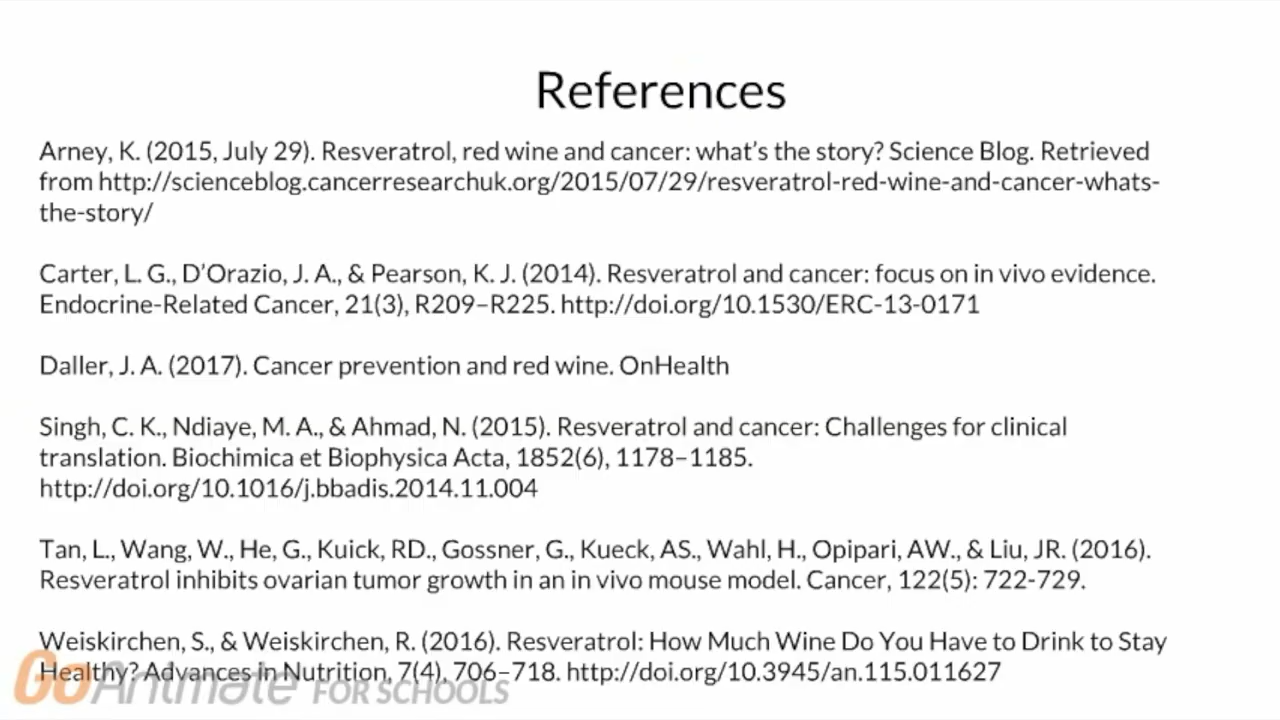 References
Arney, K. (2015, July 29). Resveratrol, red wine and cancer: what’s the story? Science Blog. Retrieved
from http://scienceblog.cancerresearchuk.org/2015/07/29/resveratrol-red-wine-and-cancer-whats-
the-story/
Carter, L. G., D’Orazio, J. A., & Pearson, K. J. (2014). Resveratrol and cancer: focus on in vivo evidence.
Endocrine-Related Cancer, 21(3), R209–R225. http://doi.org/10.1530/ERC-13-0171
Daller, J. A. (2017). Cancer prevention and red wine. OnHealth
Singh, C. K., Ndiaye, M. A., & Ahmad, N. (2015). Resveratrol and cancer: Challenges for clinical
translation. Biochimica et Biophysica Acta, 1852(6), 1178–1185.
http://doi.org/10.1016/j.bbadis.2014.11.004
Tan, L., Wang, W., He, G., Kuick, RD., Gossner, G., Kueck, AS., Wahl, H., Opipari, AW., & Liu, JR. (2016).
Resveratrol inhibits ovarian tumor growth in an in vivo mouse model. Cancer, 122(5): 722-729.
Weiskirchen, S., & Weiskirchen, R. (2016). Resveratrol: How Much Wine Do You Have to Drink to Stay
Healthy? Advances in Nutrition, 7(4), 706–718. http://doi.org/10.3945/an.115.011627
GoAnimate FOR SCHOOLS